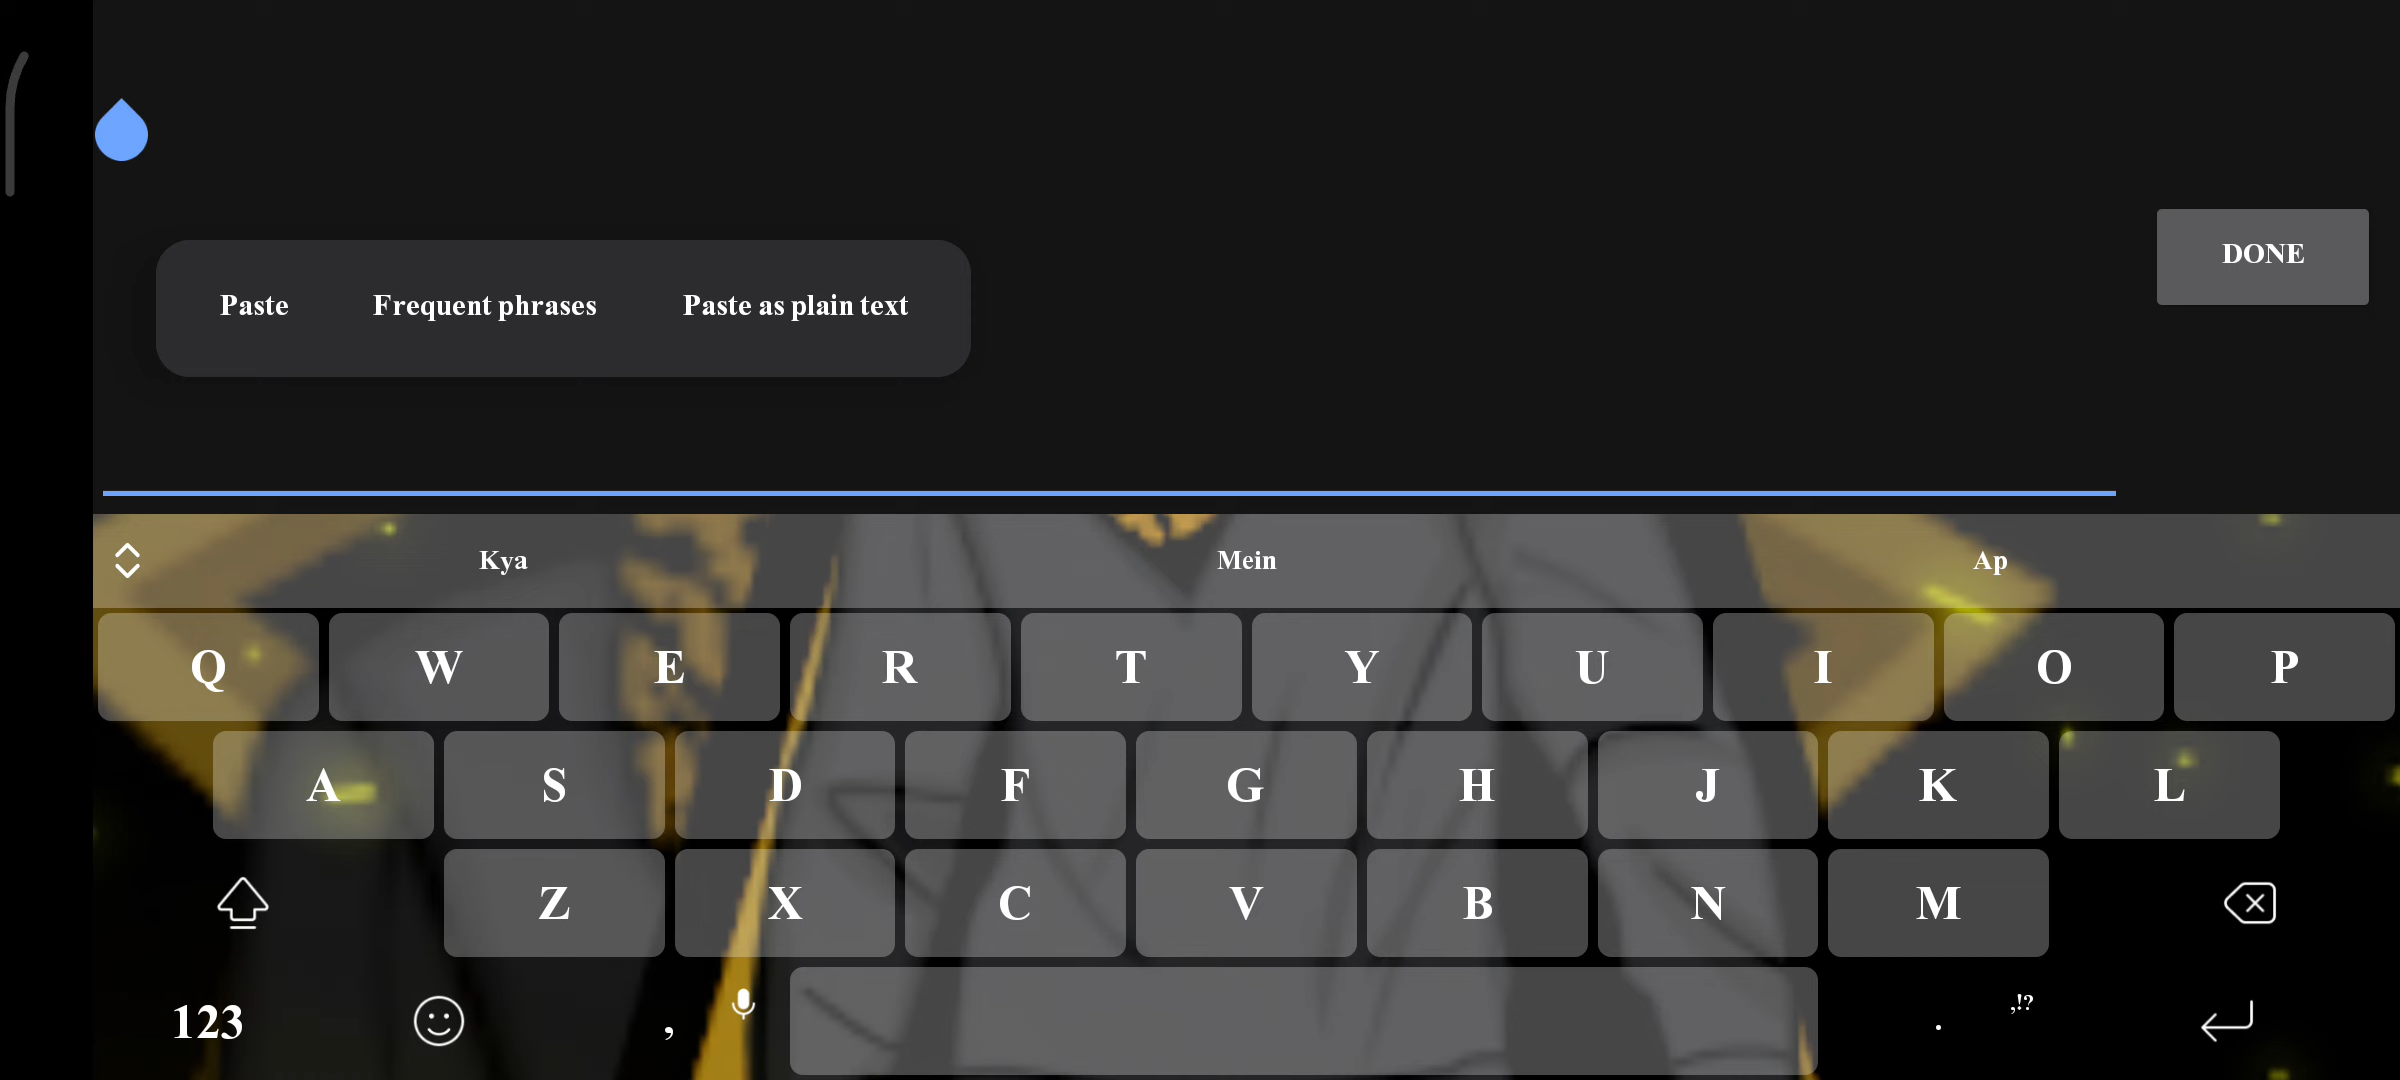 DONE
Paste Frequent phrases Paste as plain text
Kya Mein Ap
Q W E R T Y U I O P
A S D F G H J K L
Z X C V B N M
123 , . ,!?